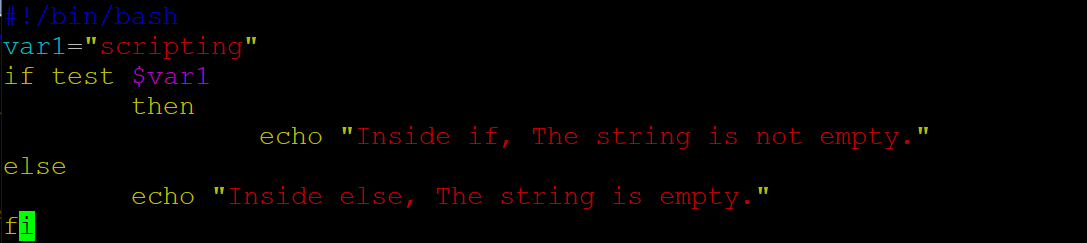 #!/bin/bash
var1="scripting"
if test $var1
        then
                echo "Inside if, The string is not empty."
else
        echo "Inside else, The string is empty."
fi